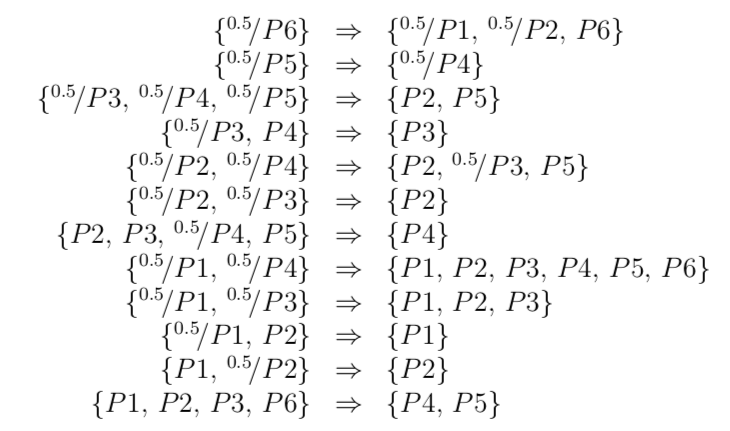 {0.5/P6} ⇒ {0.5/P1, 0.5/P2, P6}
{0.5/P5} ⇒ {0.5/P4}
{0.5/P3, 0.5/P4, 0.5/P5} ⇒ {P2, P5}
{0.5/P3, P4} ⇒ {P3}
{0.5/P2, 0.5/P4} ⇒ {P2, 0.5/P3, P5}
{0.5/P2, 0.5/P3} ⇒ {P2}
{P2, P3, 0.5/P4, P5} ⇒ {P4}
{0.5/P1, 0.5/P4} ⇒ {P1, P2, P3, P4, P5, P6}
{0.5/P1, 0.5/P3} ⇒ {P1, P2, P3}
{0.5/P1, P2} ⇒ {P1}
{P1, 0.5/P2} ⇒ {P2}
{P1, P2, P3, P6} ⇒ {P4, P5}